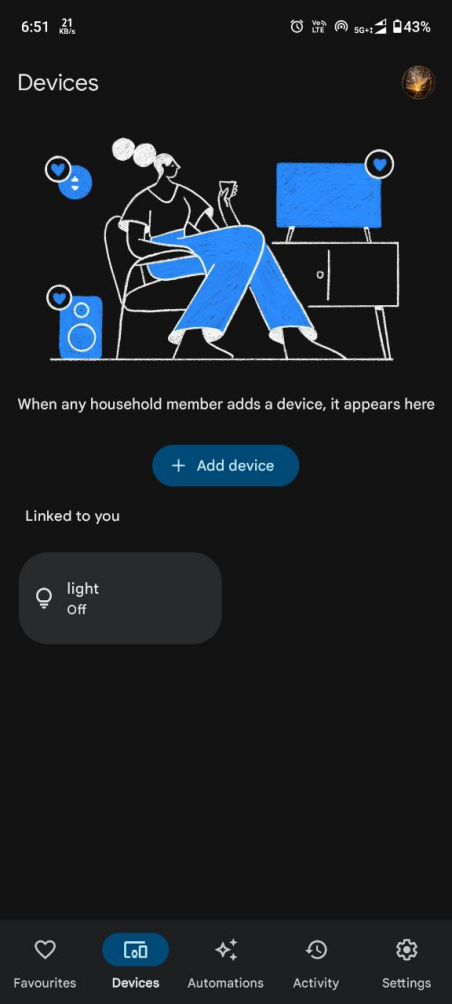 6:51 21 KB/s Vo LTE 5G+ 43%
Devices
When any household member adds a device, it appears here
+ Add device
Linked to you
light
Off
Favourites Devices Automations Activity Settings